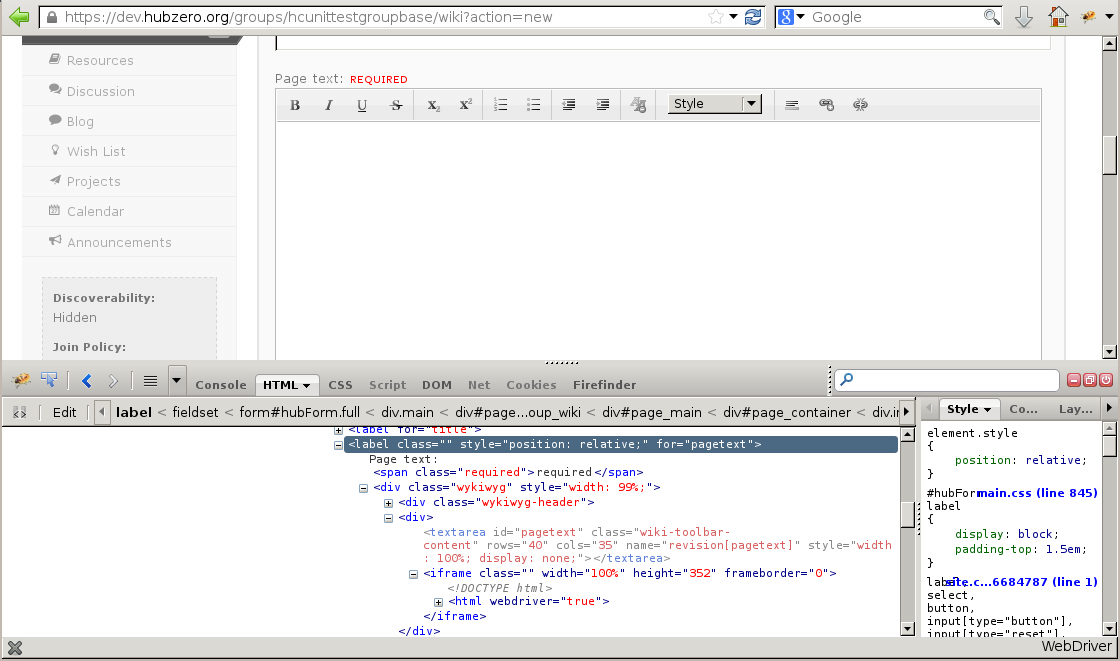 https://dev.hubzero.org/groups/hcunittestgroupbase/wiki?action=new
Google
Resources
Discussion
Blog
Wish List
Projects
Calendar
Announcements
Discoverability:
Hidden
Join Policy:
Page text: REQUIRED
B I U S x₂ x² Style
Console HTML CSS Script DOM Net Cookies Firefinder
Edit label < fieldset < form#hubForm.full < div.main < div#page...oup_wiki < div#page_main < div#page_container < div.in
<label for="title">
<label class="" style="position: relative;" for="pagetext">
Page text:
<span class="required">required</span>
<div class="wykiwyg" style="width: 99%;">
<div class="wykiwyg-header">
<div>
<textarea id="pagetext" class="wiki-toolbar-
content" rows="40" cols="35" name="revision[pagetext]" style="width
: 100%; display: none;"></textarea>
<iframe class="" width="100%" height="352" frameborder="0">
<!DOCTYPE html>
<html webdriver="true">
</iframe>
</div>
Style Co... Lay...
element.style
{
position: relative;
}
#hubForm main.css (line 845)
label
{
display: block;
padding-top: 1.5em;
}
label, site.c...6684787 (line 1)
select,
button,
input[type="button"],
input[type="reset"],
WebDriver